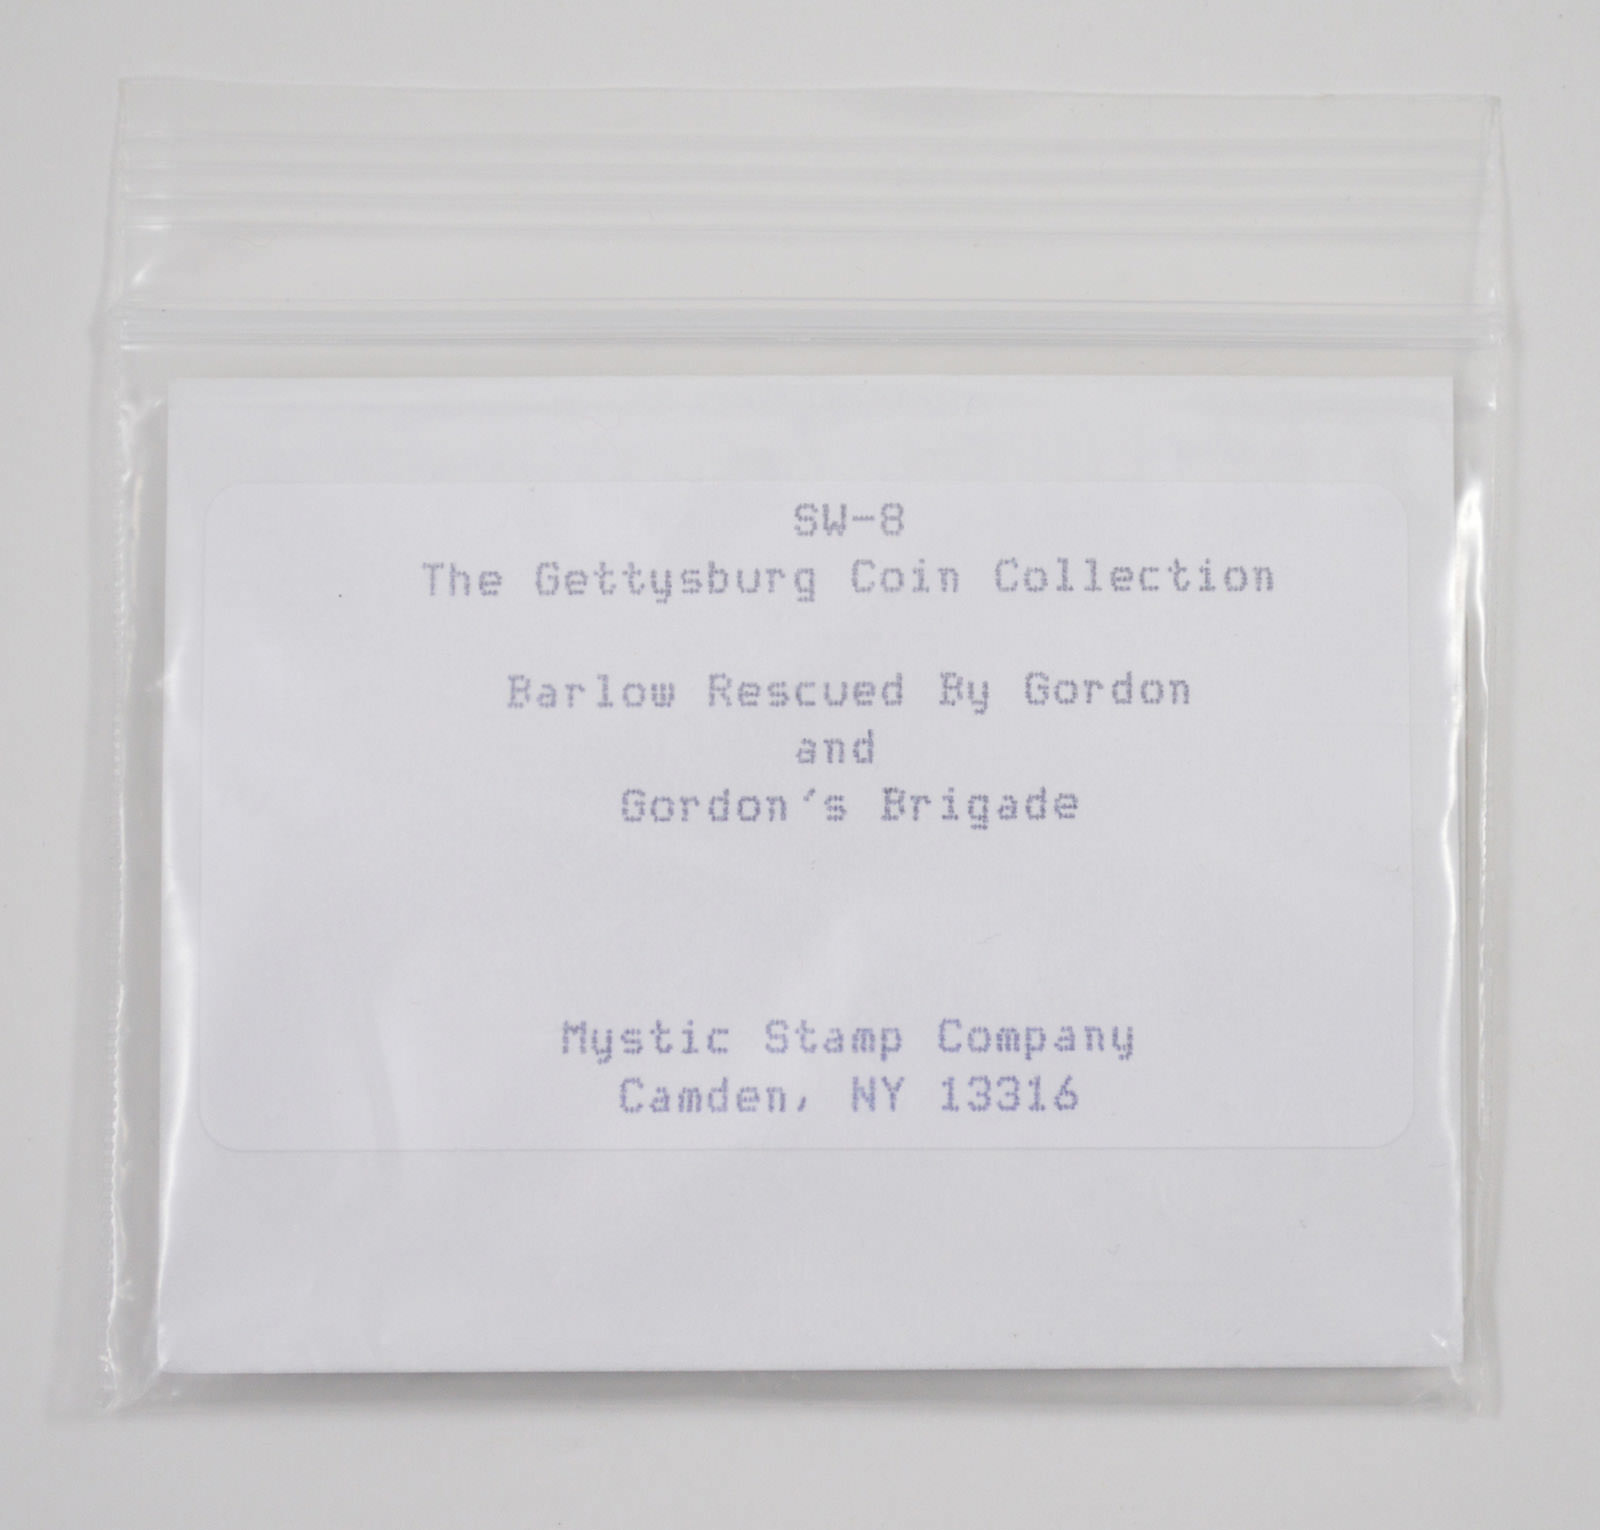 SW-8
The Gettysburg Coin Collection
Barlow Rescued By Gordon
and
Gordon's Brigade
Mystic Stamp Company
Camden, NY 13316